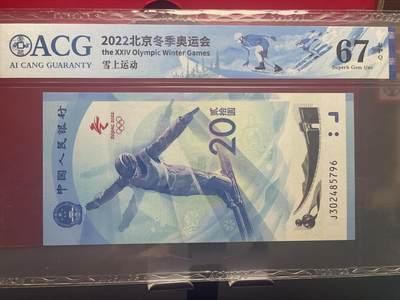 ACG
AI CANG GUARANTY
2022北京冬季奥运会
the XXIV Olympic Winter Games
雪上运动
67
EPQ
Superb Gem Unc
中国人民银行
BEIJING 2022
贰拾圆
20
J302485796